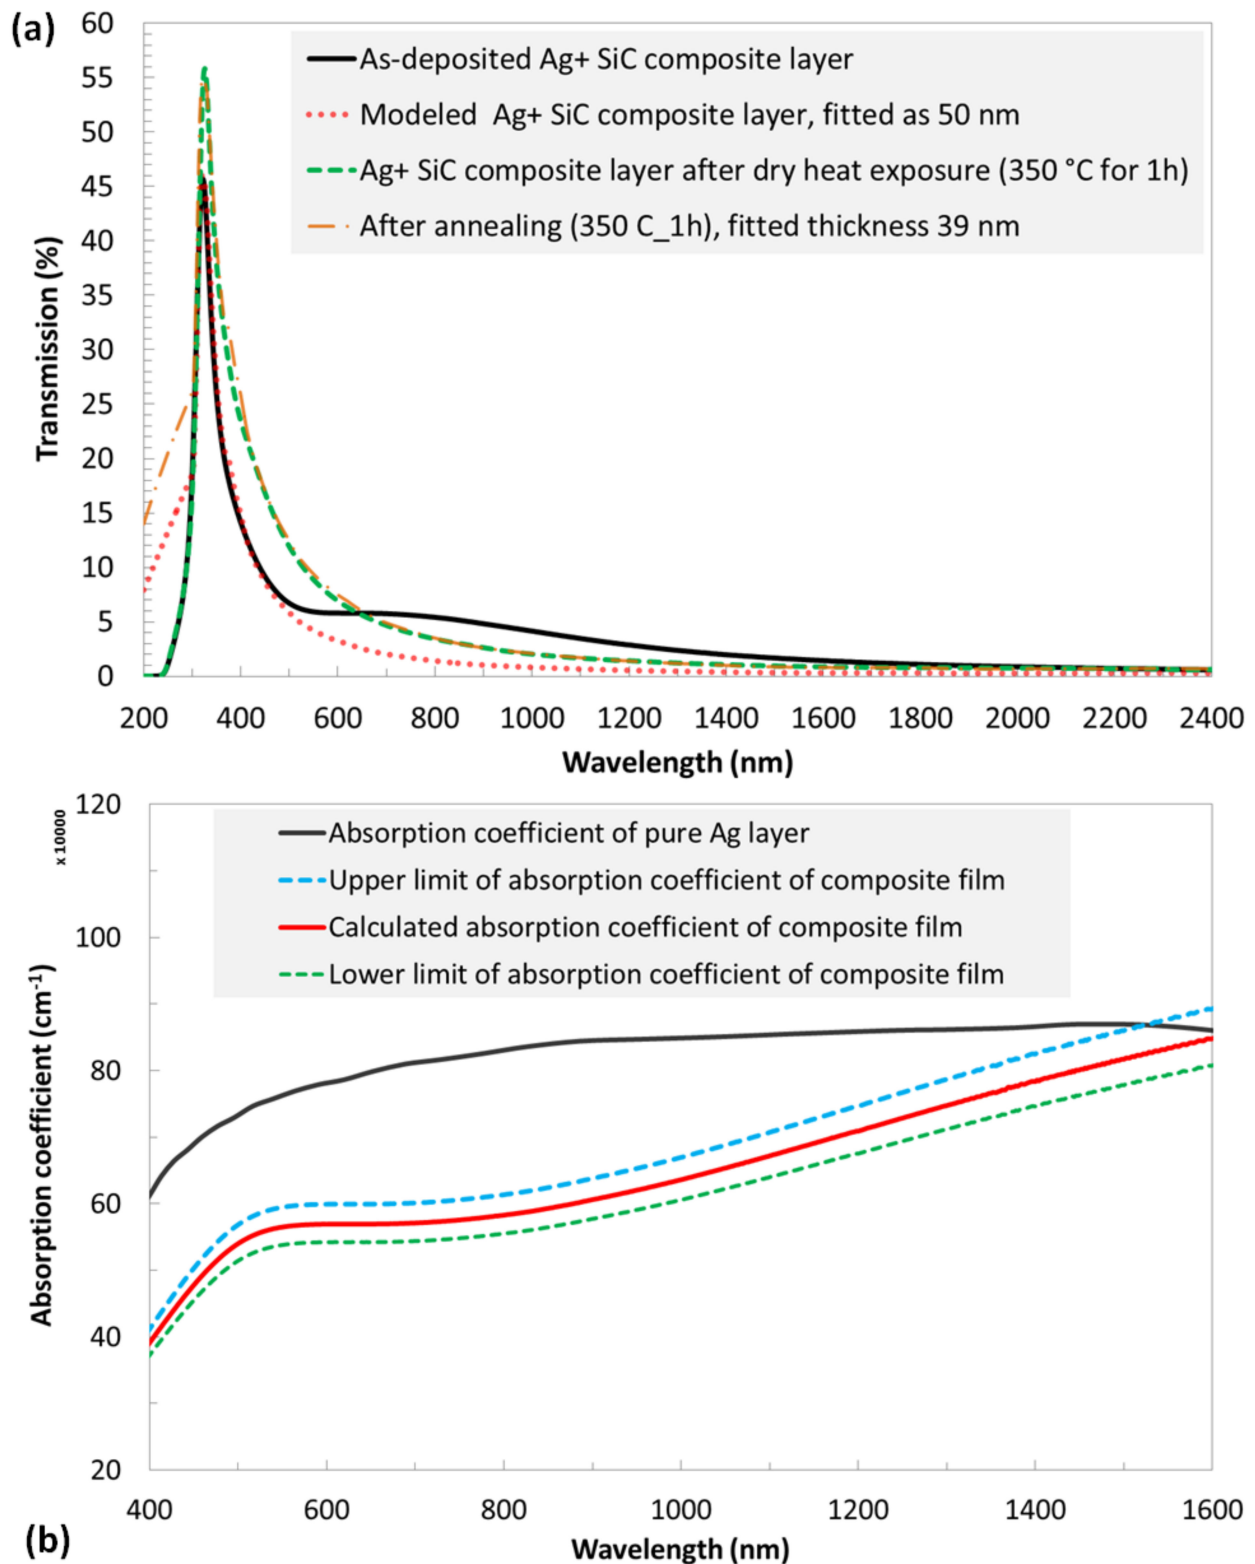 (a)
60
55
50
45
40
35
30
25
20
15
10
5
0
Transmission (%)
As-deposited Ag+ SiC composite layer
Modeled Ag+ SiC composite layer, fitted as 50 nm
Ag+ SiC composite layer after dry heat exposure (350 °C for 1h)
After annealing (350 C_1h), fitted thickness 39 nm
200 400 600 800 1000 1200 1400 1600 1800 2000 2200 2400
Wavelength (nm)
120
100
80
60
40
20
x 10000
Absorption coefficient (cm⁻¹)
Absorption coefficient of pure Ag layer
Upper limit of absorption coefficient of composite film
Calculated absorption coefficient of composite film
Lower limit of absorption coefficient of composite film
400 600 800 1000 1200 1400 1600
Wavelength (nm)
(b)